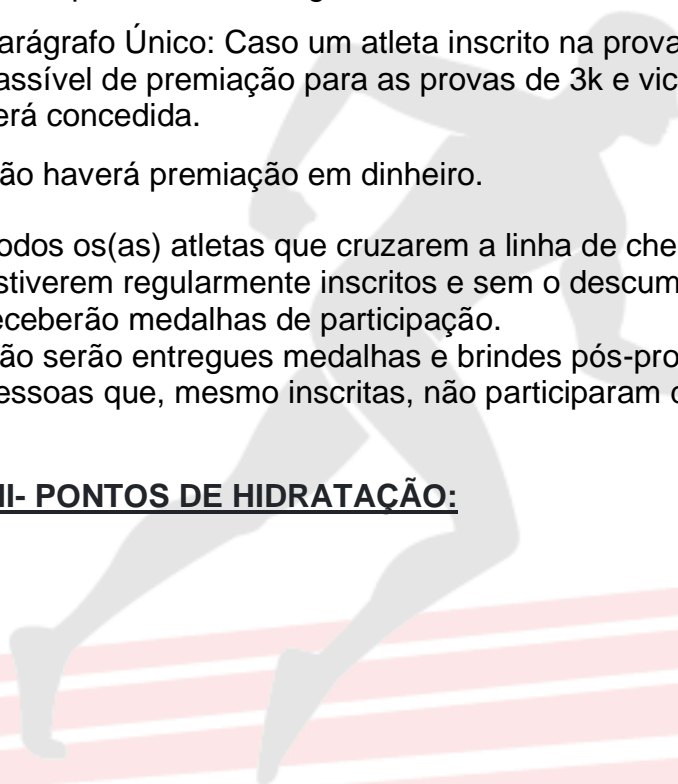 arágrafo Único: Caso um atleta inscrito na prova
assível de premiação para as provas de 3k e vic
erá concedida.
ão haverá premiação em dinheiro.
odos os(as) atletas que cruzarem a linha de che
stiverem regularmente inscritos e sem o descum
eceberão medalhas de participação.
ão serão entregues medalhas e brindes pós-pro
essoas que, mesmo inscritas, não participaram
II- PONTOS DE HIDRATAÇÃO: